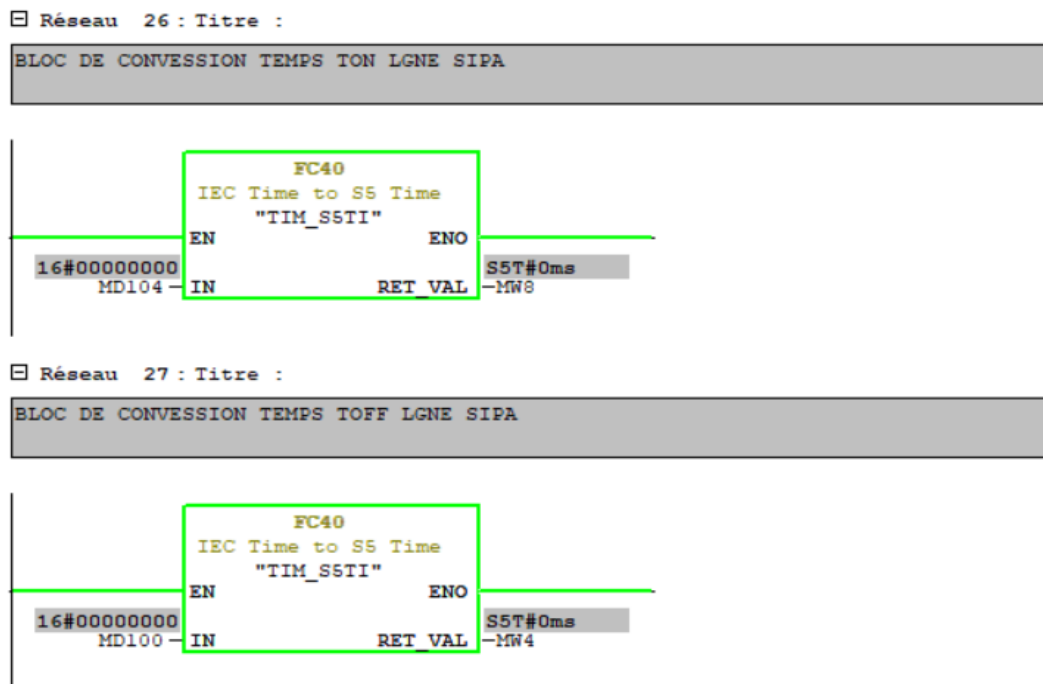 Réseau 26 : Titre :
BLOC DE CONVESSION TEMPS TON LGNE SIPA
FC40
IEC Time to S5 Time
"TIM_S5TI"
EN ENO
16#00000000 S5T#0ms
MD104 IN RET_VAL MW8
Réseau 27 : Titre :
BLOC DE CONVESSION TEMPS TOFF LGNE SIPA
FC40
IEC Time to S5 Time
"TIM_S5TI"
EN ENO
16#00000000 S5T#0ms
MD100 IN RET_VAL MW4